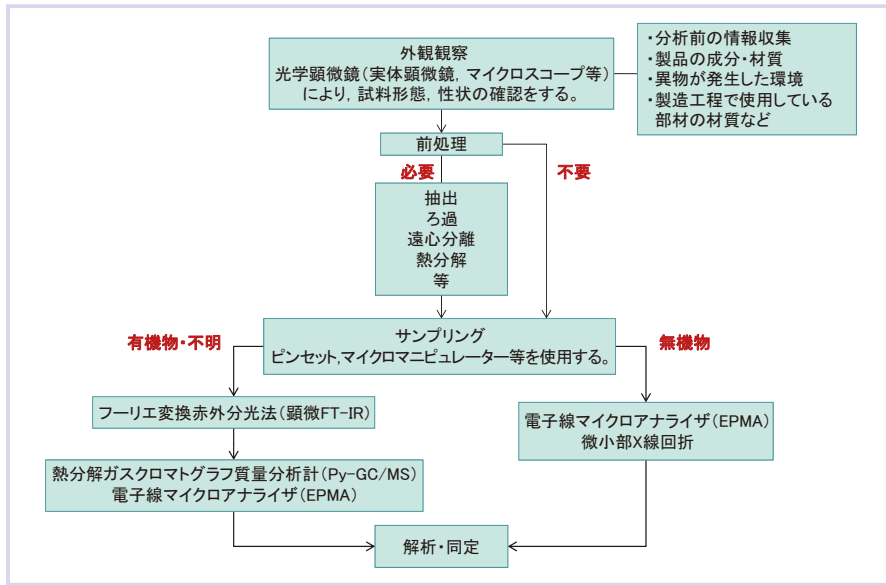 外観観察
光学顕微鏡(実体顕微鏡, マイクロスコープ等)
により, 試料形態, 性状の確認をする。
・分析前の情報収集
・製品の成分・材質
・異物が発生した環境
・製造工程で使用している
部材の材質など
前処理
必要
不要
抽出
ろ過
遠心分離
熱分解
等
サンプリング
ピンセット,マイクロマニピュレーター等を使用する。
有機物・不明
無機物
フーリエ変換赤外分光法(顕微FT-IR)
熱分解ガスクロマトグラフ質量分析計(Py-GC/MS)
電子線マイクロアナライザ(EPMA)
電子線マイクロアナライザ(EPMA)
微小部X線回折
解析・同定